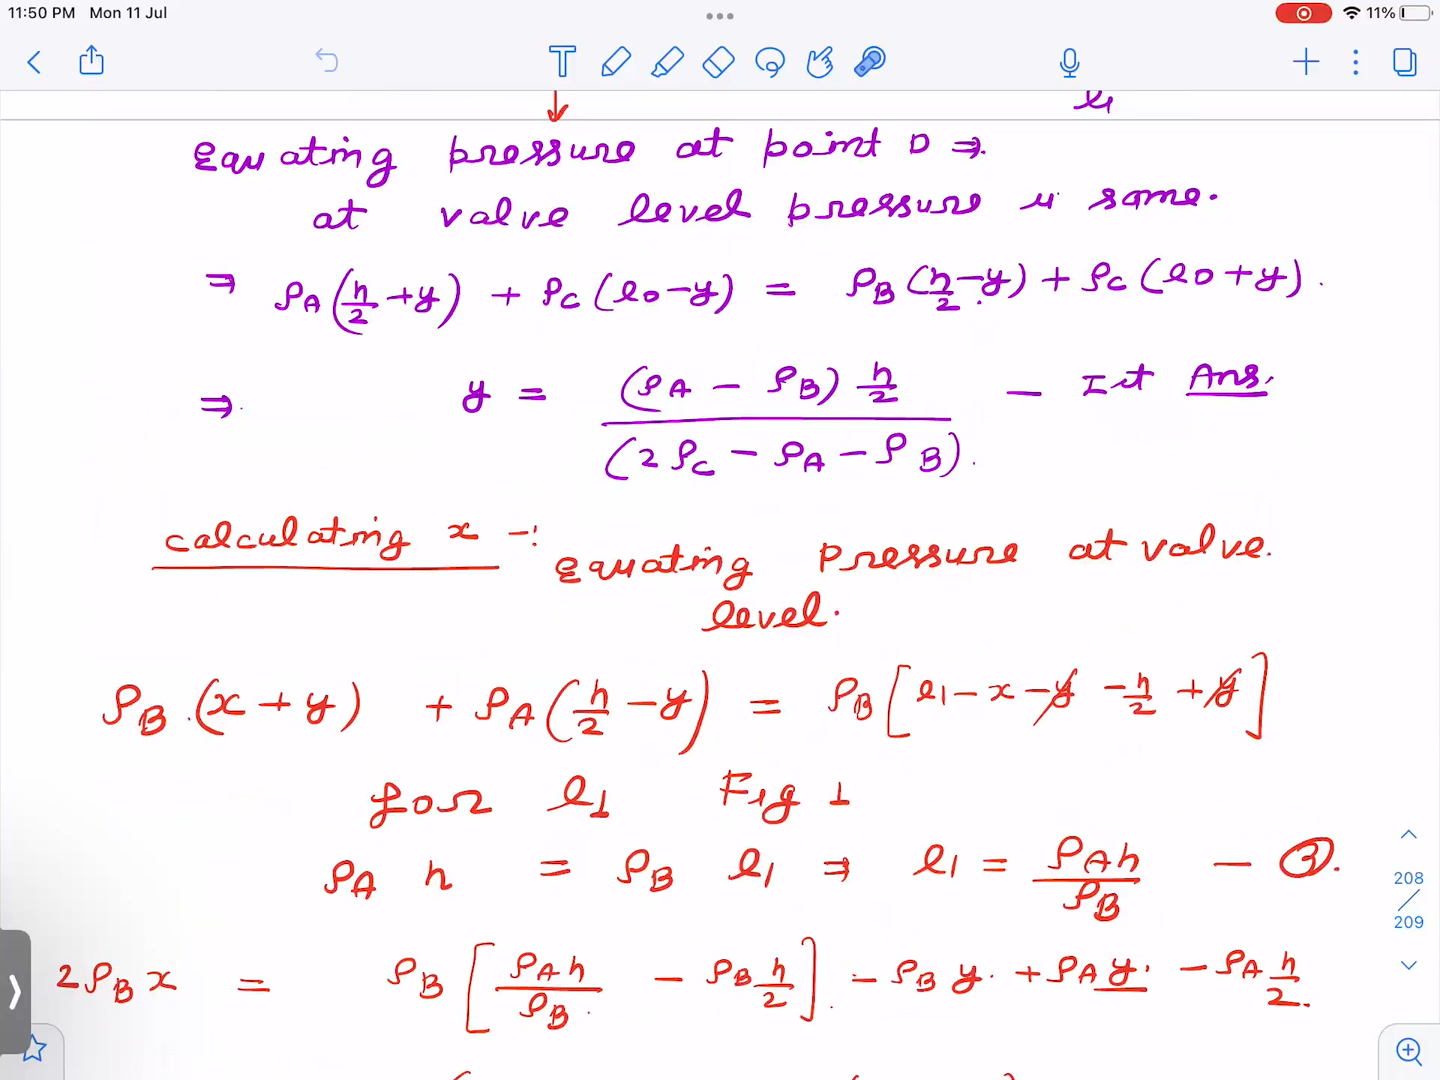 11:50 PM Mon 11 Jul
11%
T
l1
Equating pressure at point D ⇒.
at valve level pressure is same.
⇒ ρA(h/2 + y) + ρC(l0 - y) = ρB(h/2 - y) + ρC(l0 + y).
⇒. y = (ρA - ρB) h/2 / (2ρC - ρA - ρB). - Ist Ans.
calculating x -: Equating Pressure at valve.
level.
ρB.(x + y) + ρA(h/2 - y) = ρB[l1 - x - y - h/2 + y]
for l1 Fig 1
ρA h = ρB l1 ⇒ l1 = ρAh/ρB - 3.
208
209
2ρB x = ρB[ρAh/ρB - ρB h/2] - ρB y. + ρA y. - ρA h/2.